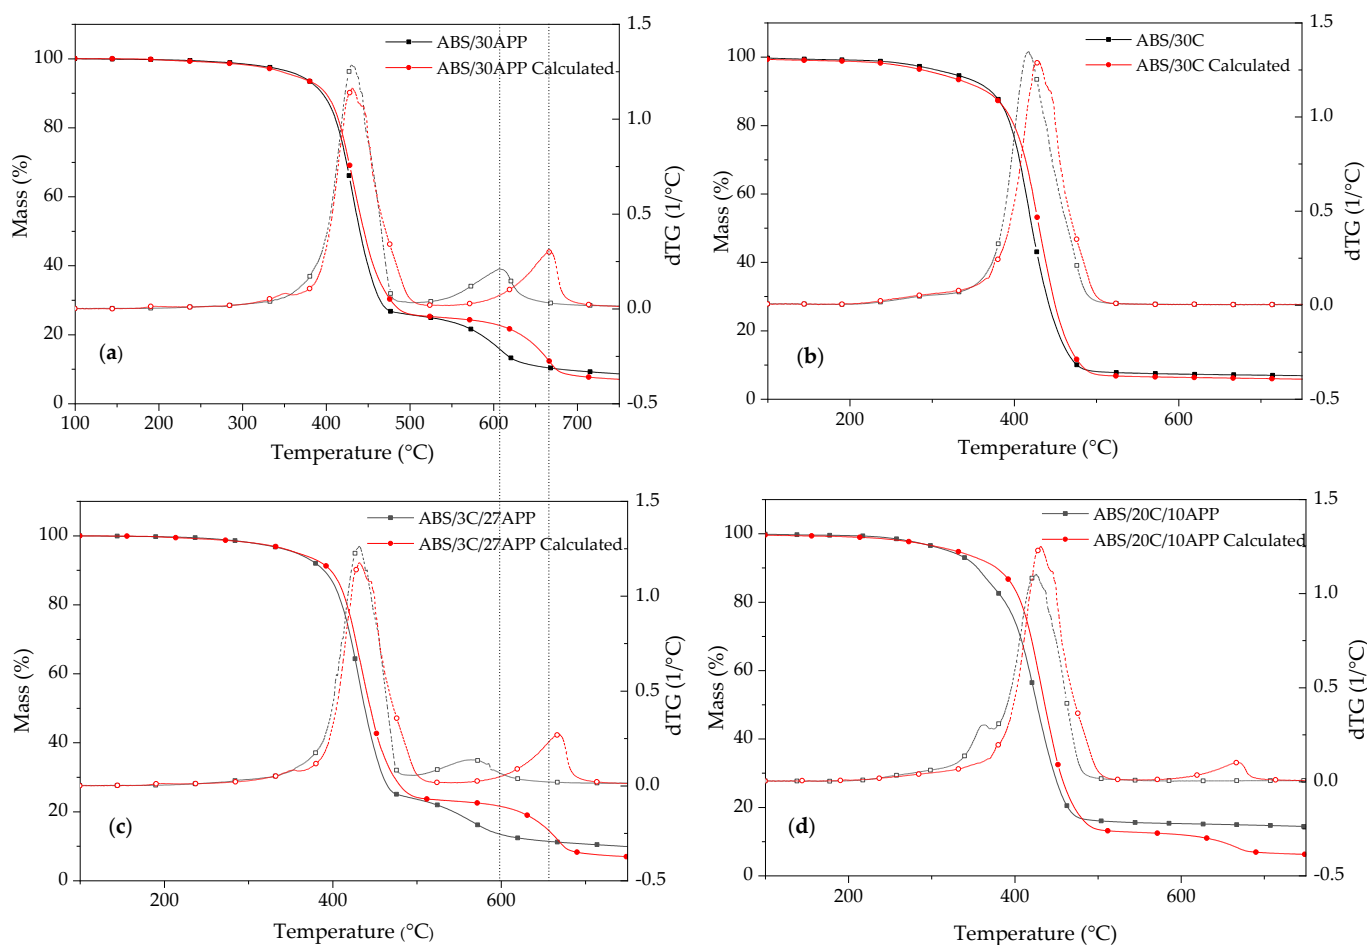 ABS/30APP
ABS/30APP Calculated
100
80
60
40
20
0
Mass (%)
1.5
1.0
0.5
0.0
-0.5
dTG (1/°C)
(a)
100 200 300 400 500 600 700
Temperature (°C)
ABS/30C
ABS/30C Calculated
100
80
60
40
20
0
Mass (%)
1.5
1.0
0.5
0.0
-0.5
dTG (1/°C)
(b)
200 400 600
Temperature (°C)
ABS/3C/27APP
ABS/3C/27APP Calculated
100
80
60
40
20
0
Mass (%)
1.5
1.0
0.5
0.0
-0.5
dTG (1/°C)
(c)
200 400 600
Temperature (°C)
ABS/20C/10APP
ABS/20C/10APP Calculated
100
80
60
40
20
0
Mass (%)
1.5
1.0
0.5
0.0
-0.5
dTG (1/°C)
(d)
200 400 600
Temperature (°C)